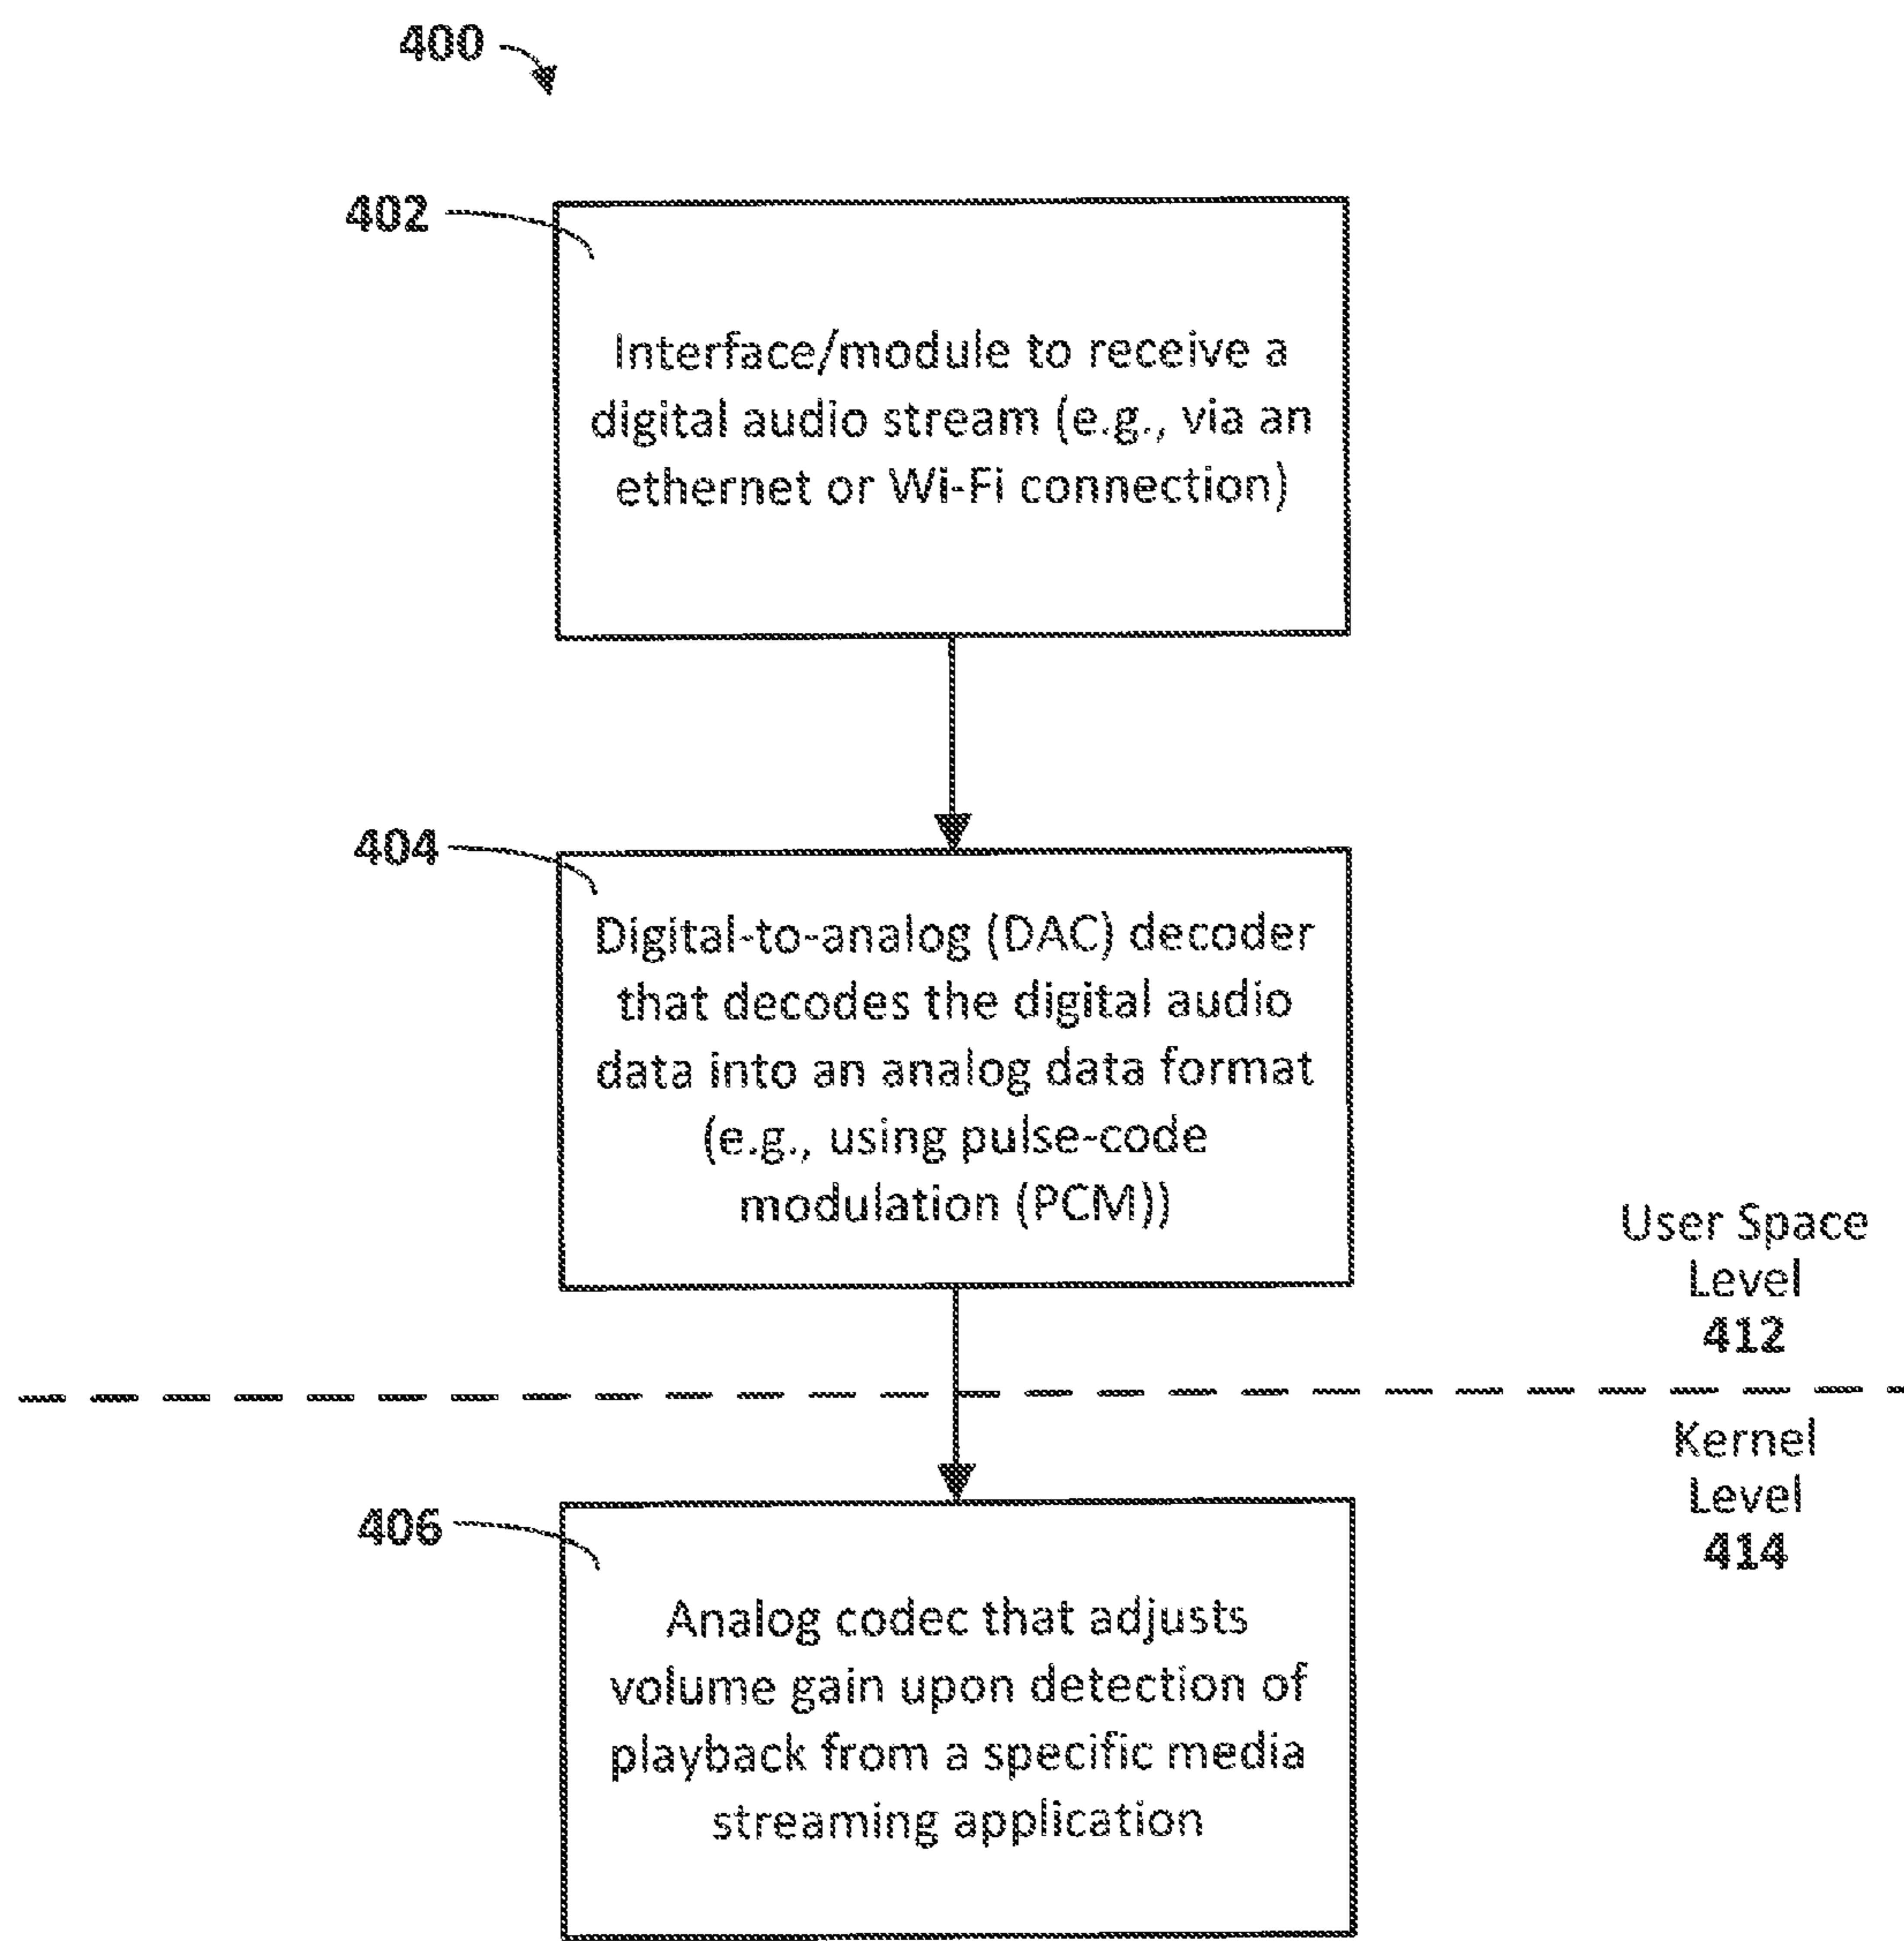 400
402
Interface/module to receive a
digital audio stream (e.g., via an
ethernet or Wi-Fi connection)
404
Digital-to-analog (DAC) decoder
that decodes the digital audio
data into an analog data format
(e.g., using pulse-code
modulation (PCM))
User Space
Level
412
Kernel
Level
414
406
Analog codec that adjusts
volume gain upon detection of
playback from a specific media
streaming application